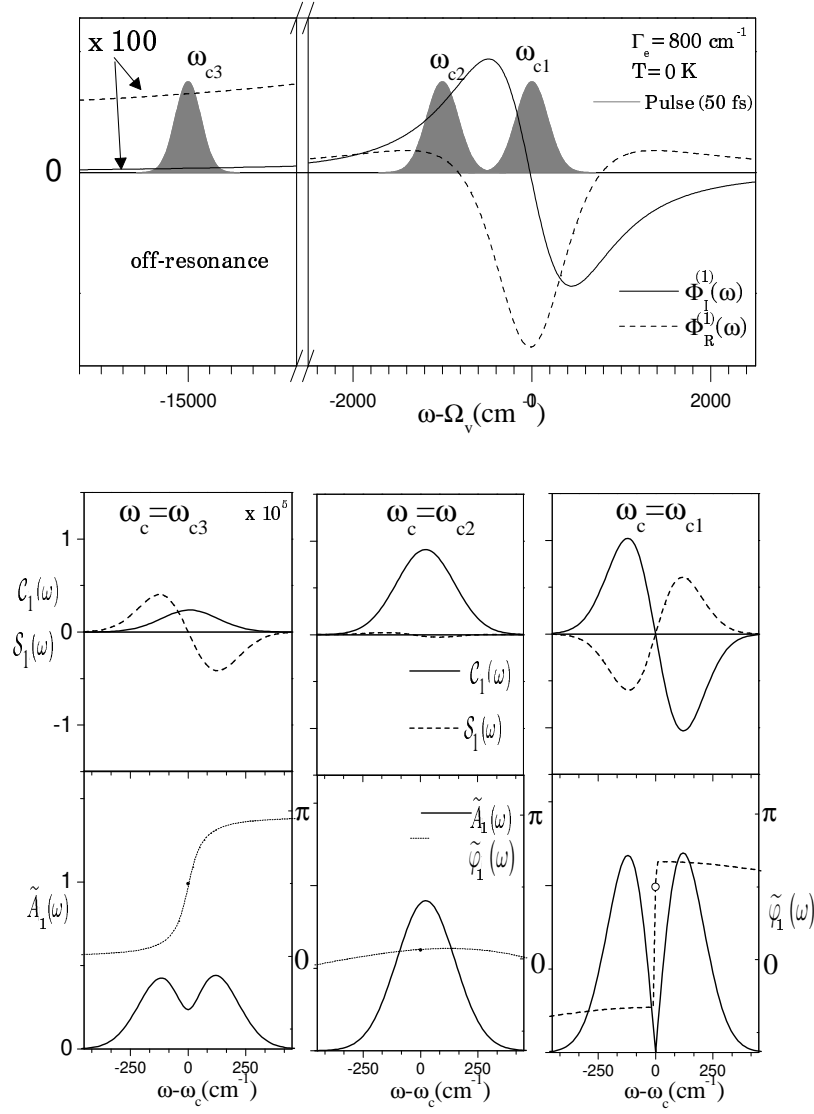 x 100
ω_c3
ω_c2
ω_c1
Γ_e = 800 cm^-1
T=0 K
Pulse (50 fs)
0
off-resonance
Φ_I^(1)(ω)
Φ_R^(1)(ω)
-15000
-2000
0
2000
ω-Ω_v(cm^-1)
ω_c=ω_c3
x 10^5
ω_c=ω_c2
ω_c=ω_c1
1
C_1(ω)
0
S_1(ω)
-1
C_1(ω)
S_1(ω)
π
Ã_1(ω)
π
π
φ̃_1(ω)
1
Ã_1(ω)
φ̃_1(ω)
0
0
0
0
-250
0
250
-250
0
250
-250
0
250
ω-ω_c(cm^-1)
ω-ω_c(cm^-1)
ω-ω_c(cm^-1)